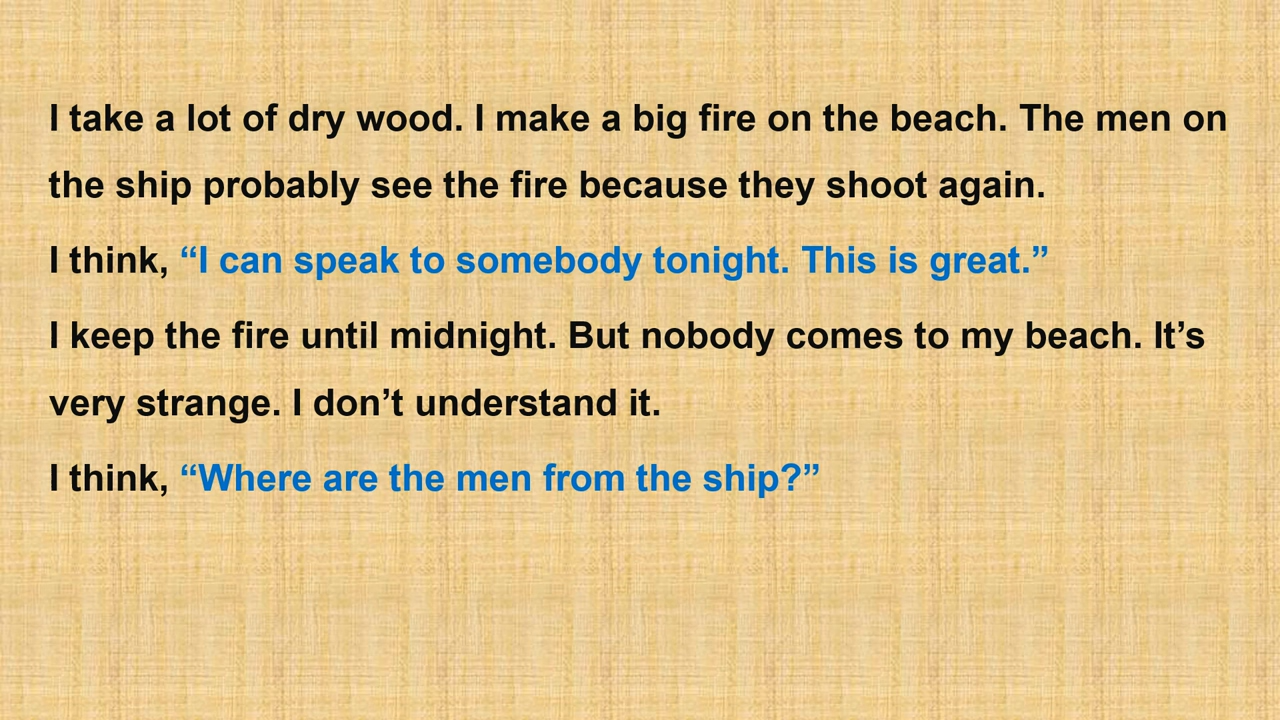 I take a lot of dry wood. I make a big fire on the beach. The men on
the ship probably see the fire because they shoot again.
I think, “I can speak to somebody tonight. This is great.”
I keep the fire until midnight. But nobody comes to my beach. It’s
very strange. I don’t understand it.
I think, “Where are the men from the ship?”